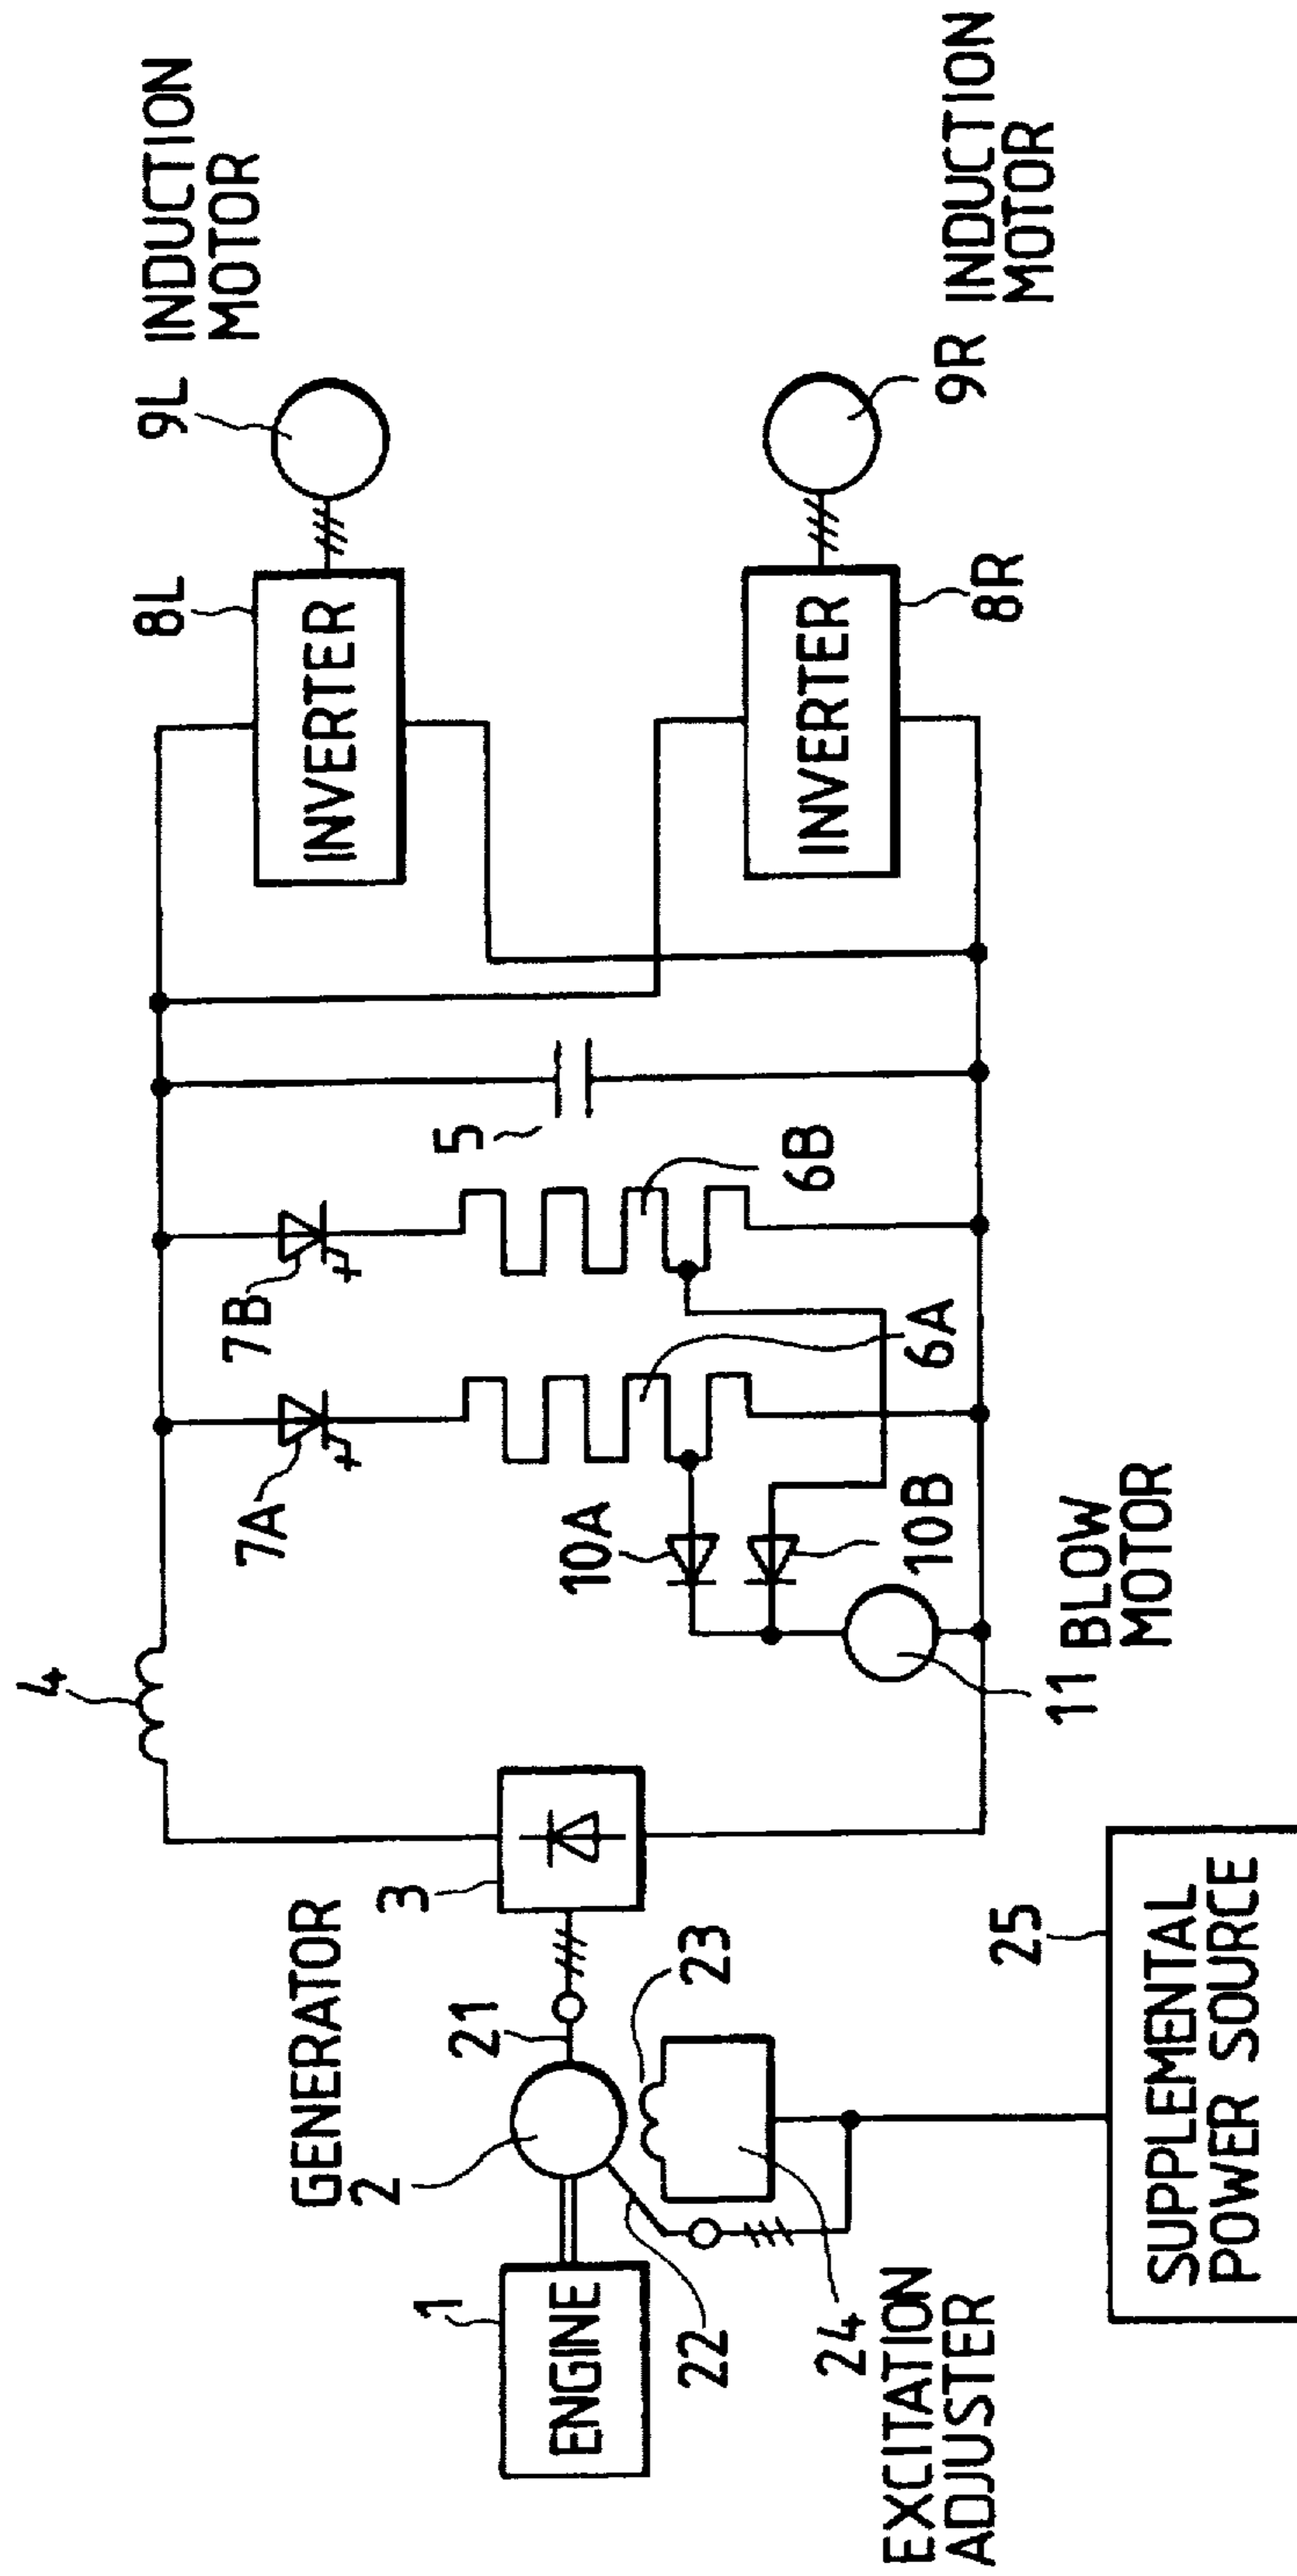 INDUCTION
MOTOR
9L
8L
INVERTER
9R
INDUCTION
MOTOR
8R
INVERTER
5
6B
7B
6A
7A
10A
10B
BLOW
MOTOR
11
4
3
GENERATOR
2
21
23
25
SUPPLEMENTAL
POWER SOURCE
1
ENGINE
22
24
EXCITATION
ADJUSTER